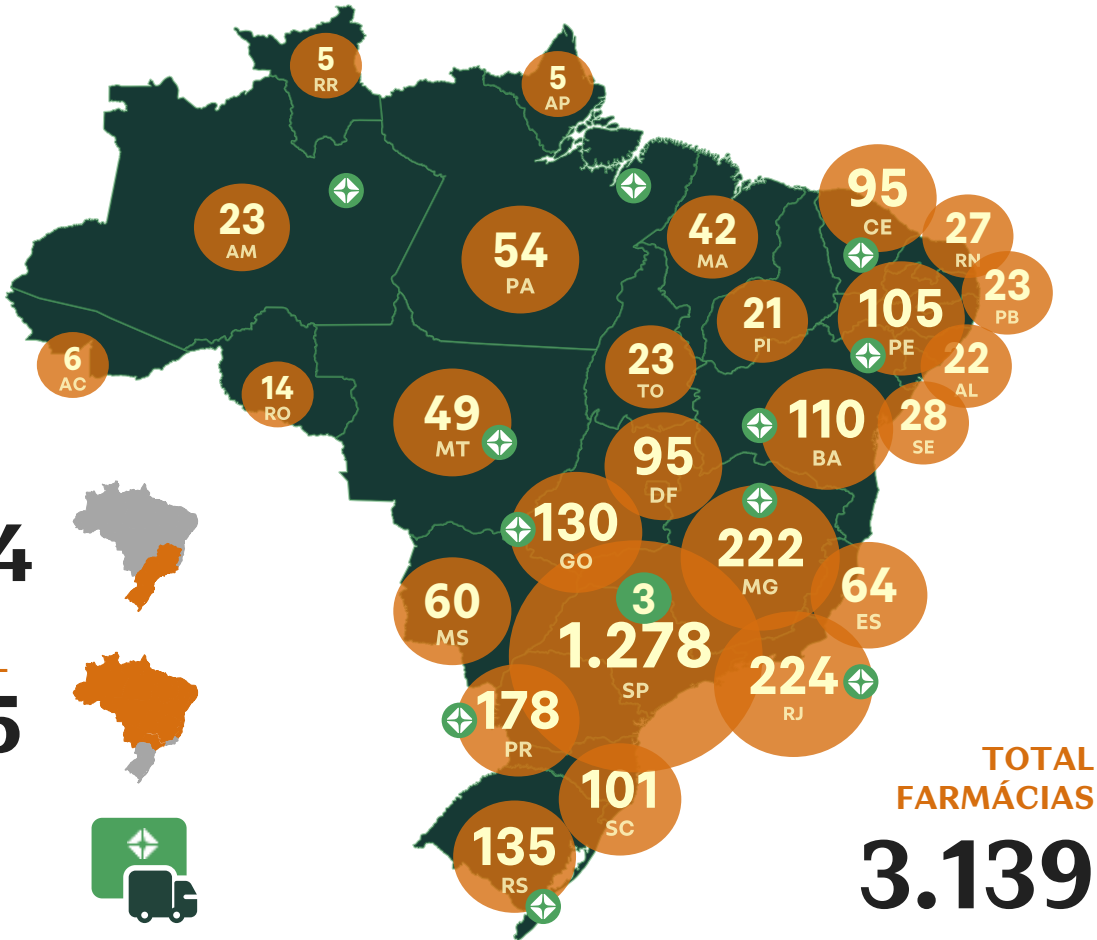 5
RR
5
AP
95
CE
23
AM
42
MA
27
RN
54
PA
23
PB
105
PE
21
PI
6
AC
23
TO
22
AL
14
RO
49
MT
110
BA
28
SE
95
DF
130
GO
222
MG
4
60
MS
64
ES
3
1.278
SP
224
RJ
178
PR
5
101
SC
135
RS
TOTAL
FARMÁCIAS
3.139